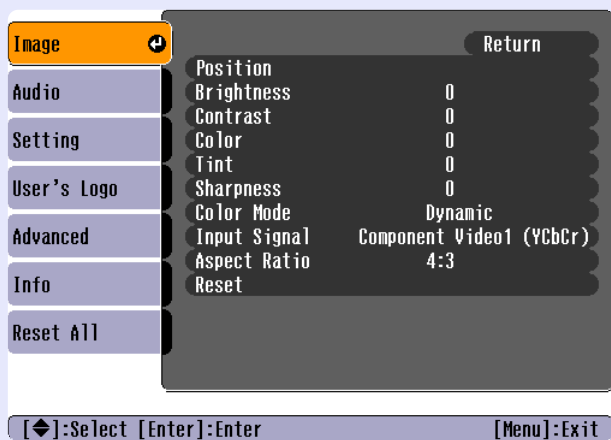 Image
Audio
Setting
User's Logo
Advanced
Info
Reset All
Return
Position
Brightness 0
Contrast 0
Color 0
Tint 0
Sharpness 0
Color Mode Dynamic
Input Signal Component Video1 (YCbCr)
Aspect Ratio 4:3
Reset
[◆]:Select [Enter]:Enter [Menu]:Exit